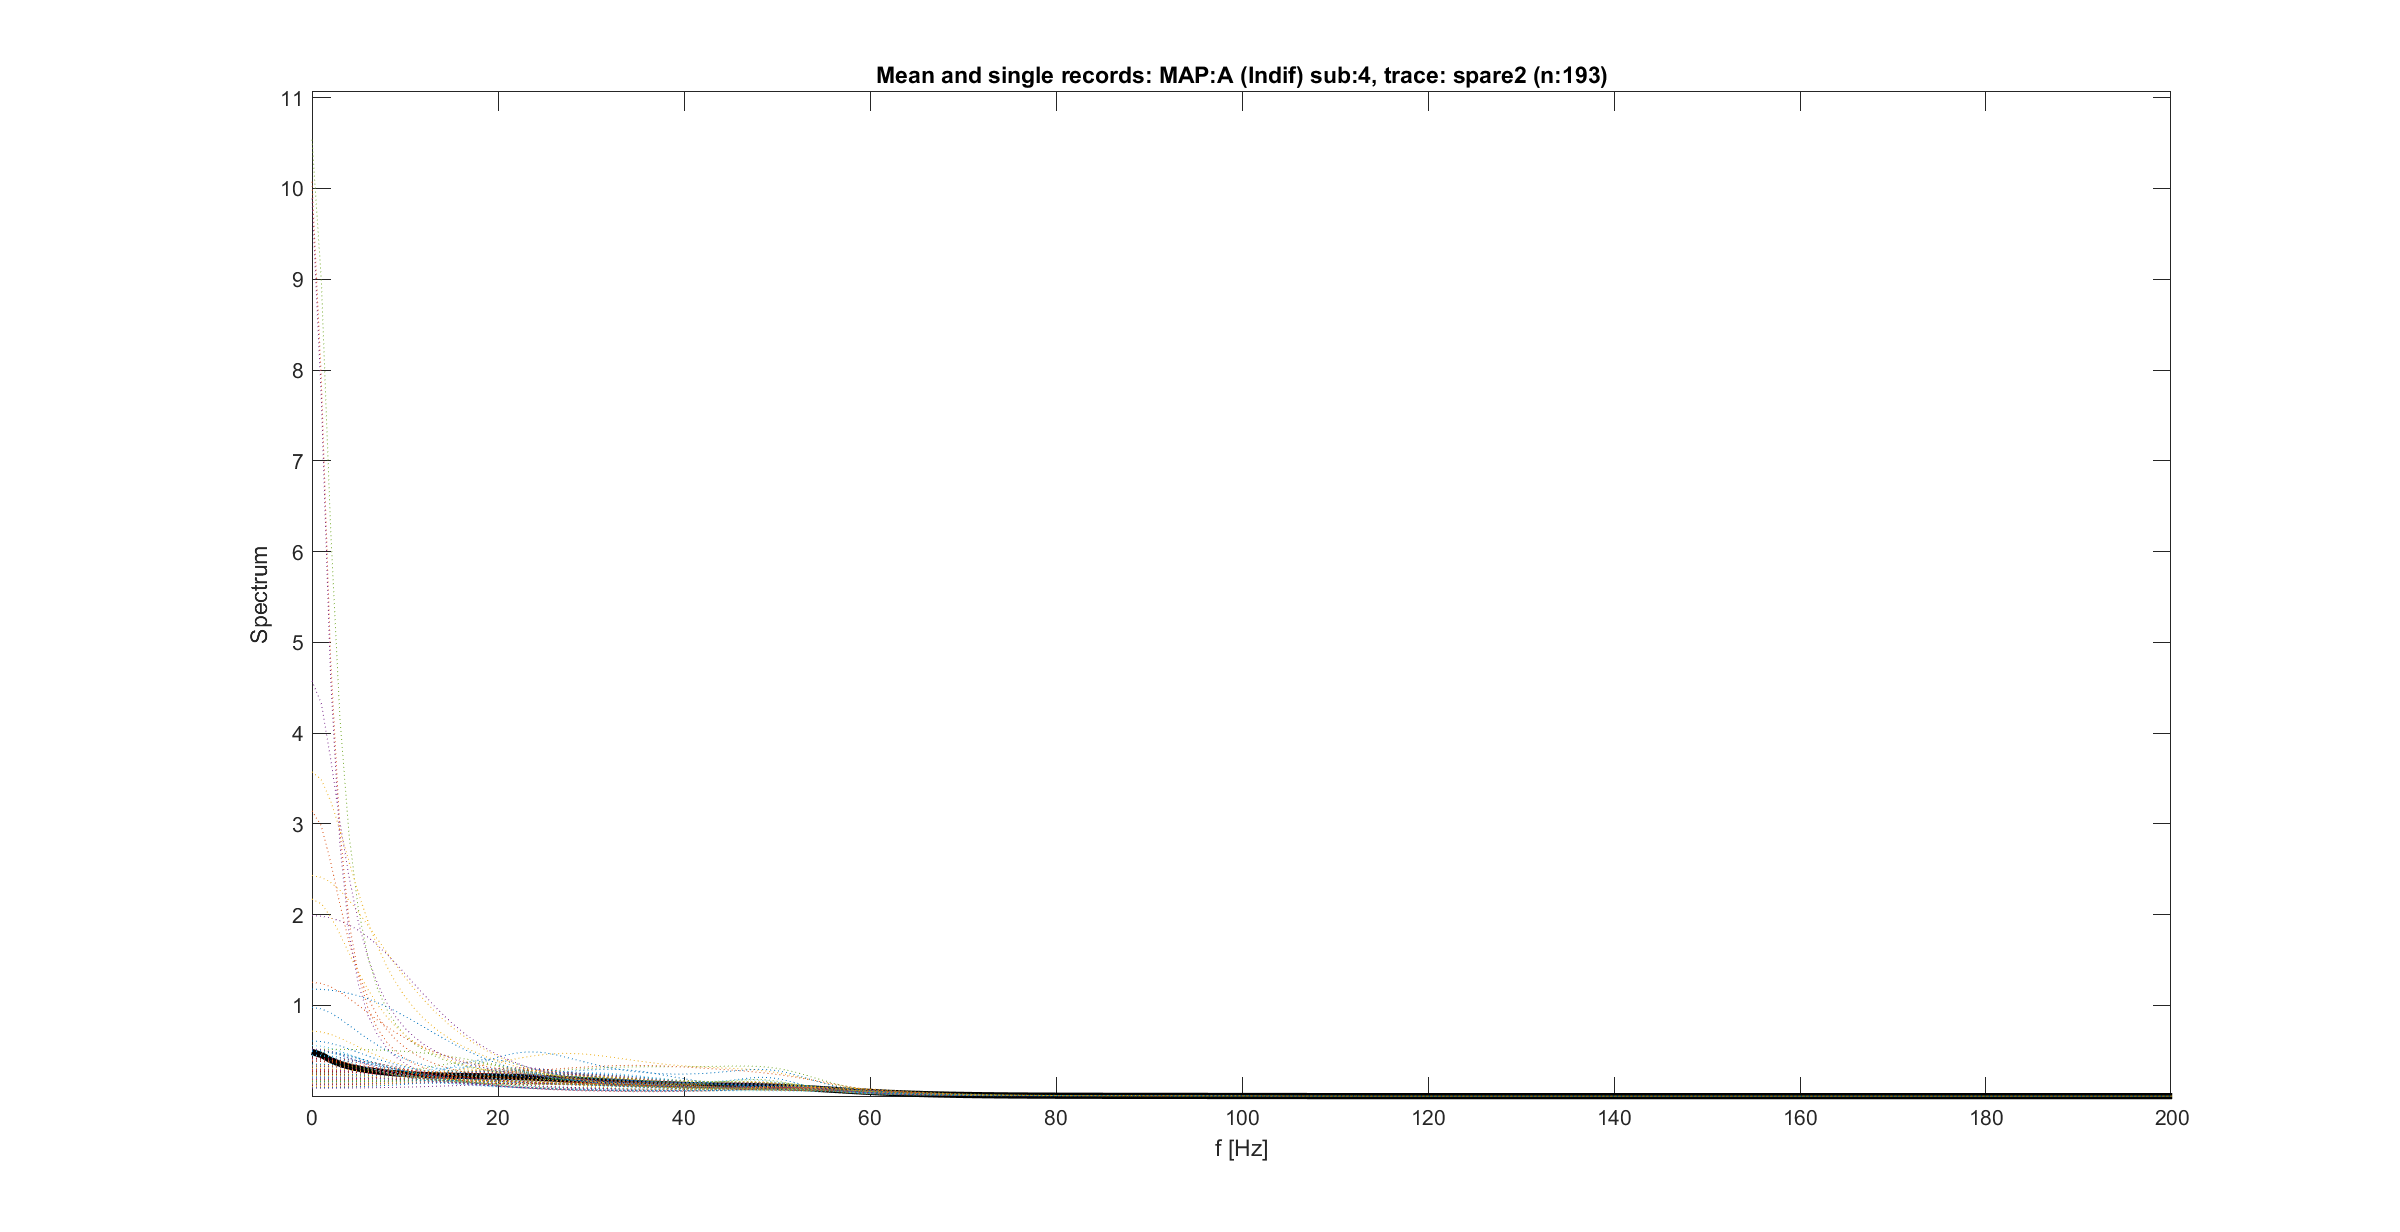 Mean and single records: MAP:A (Indif) sub:4, trace: spare2 (n:193)
11
10
9
8
7
6
5
4
3
2
1
Spectrum
0 20 40 60 80 100 120 140 160 180 200
f [Hz]